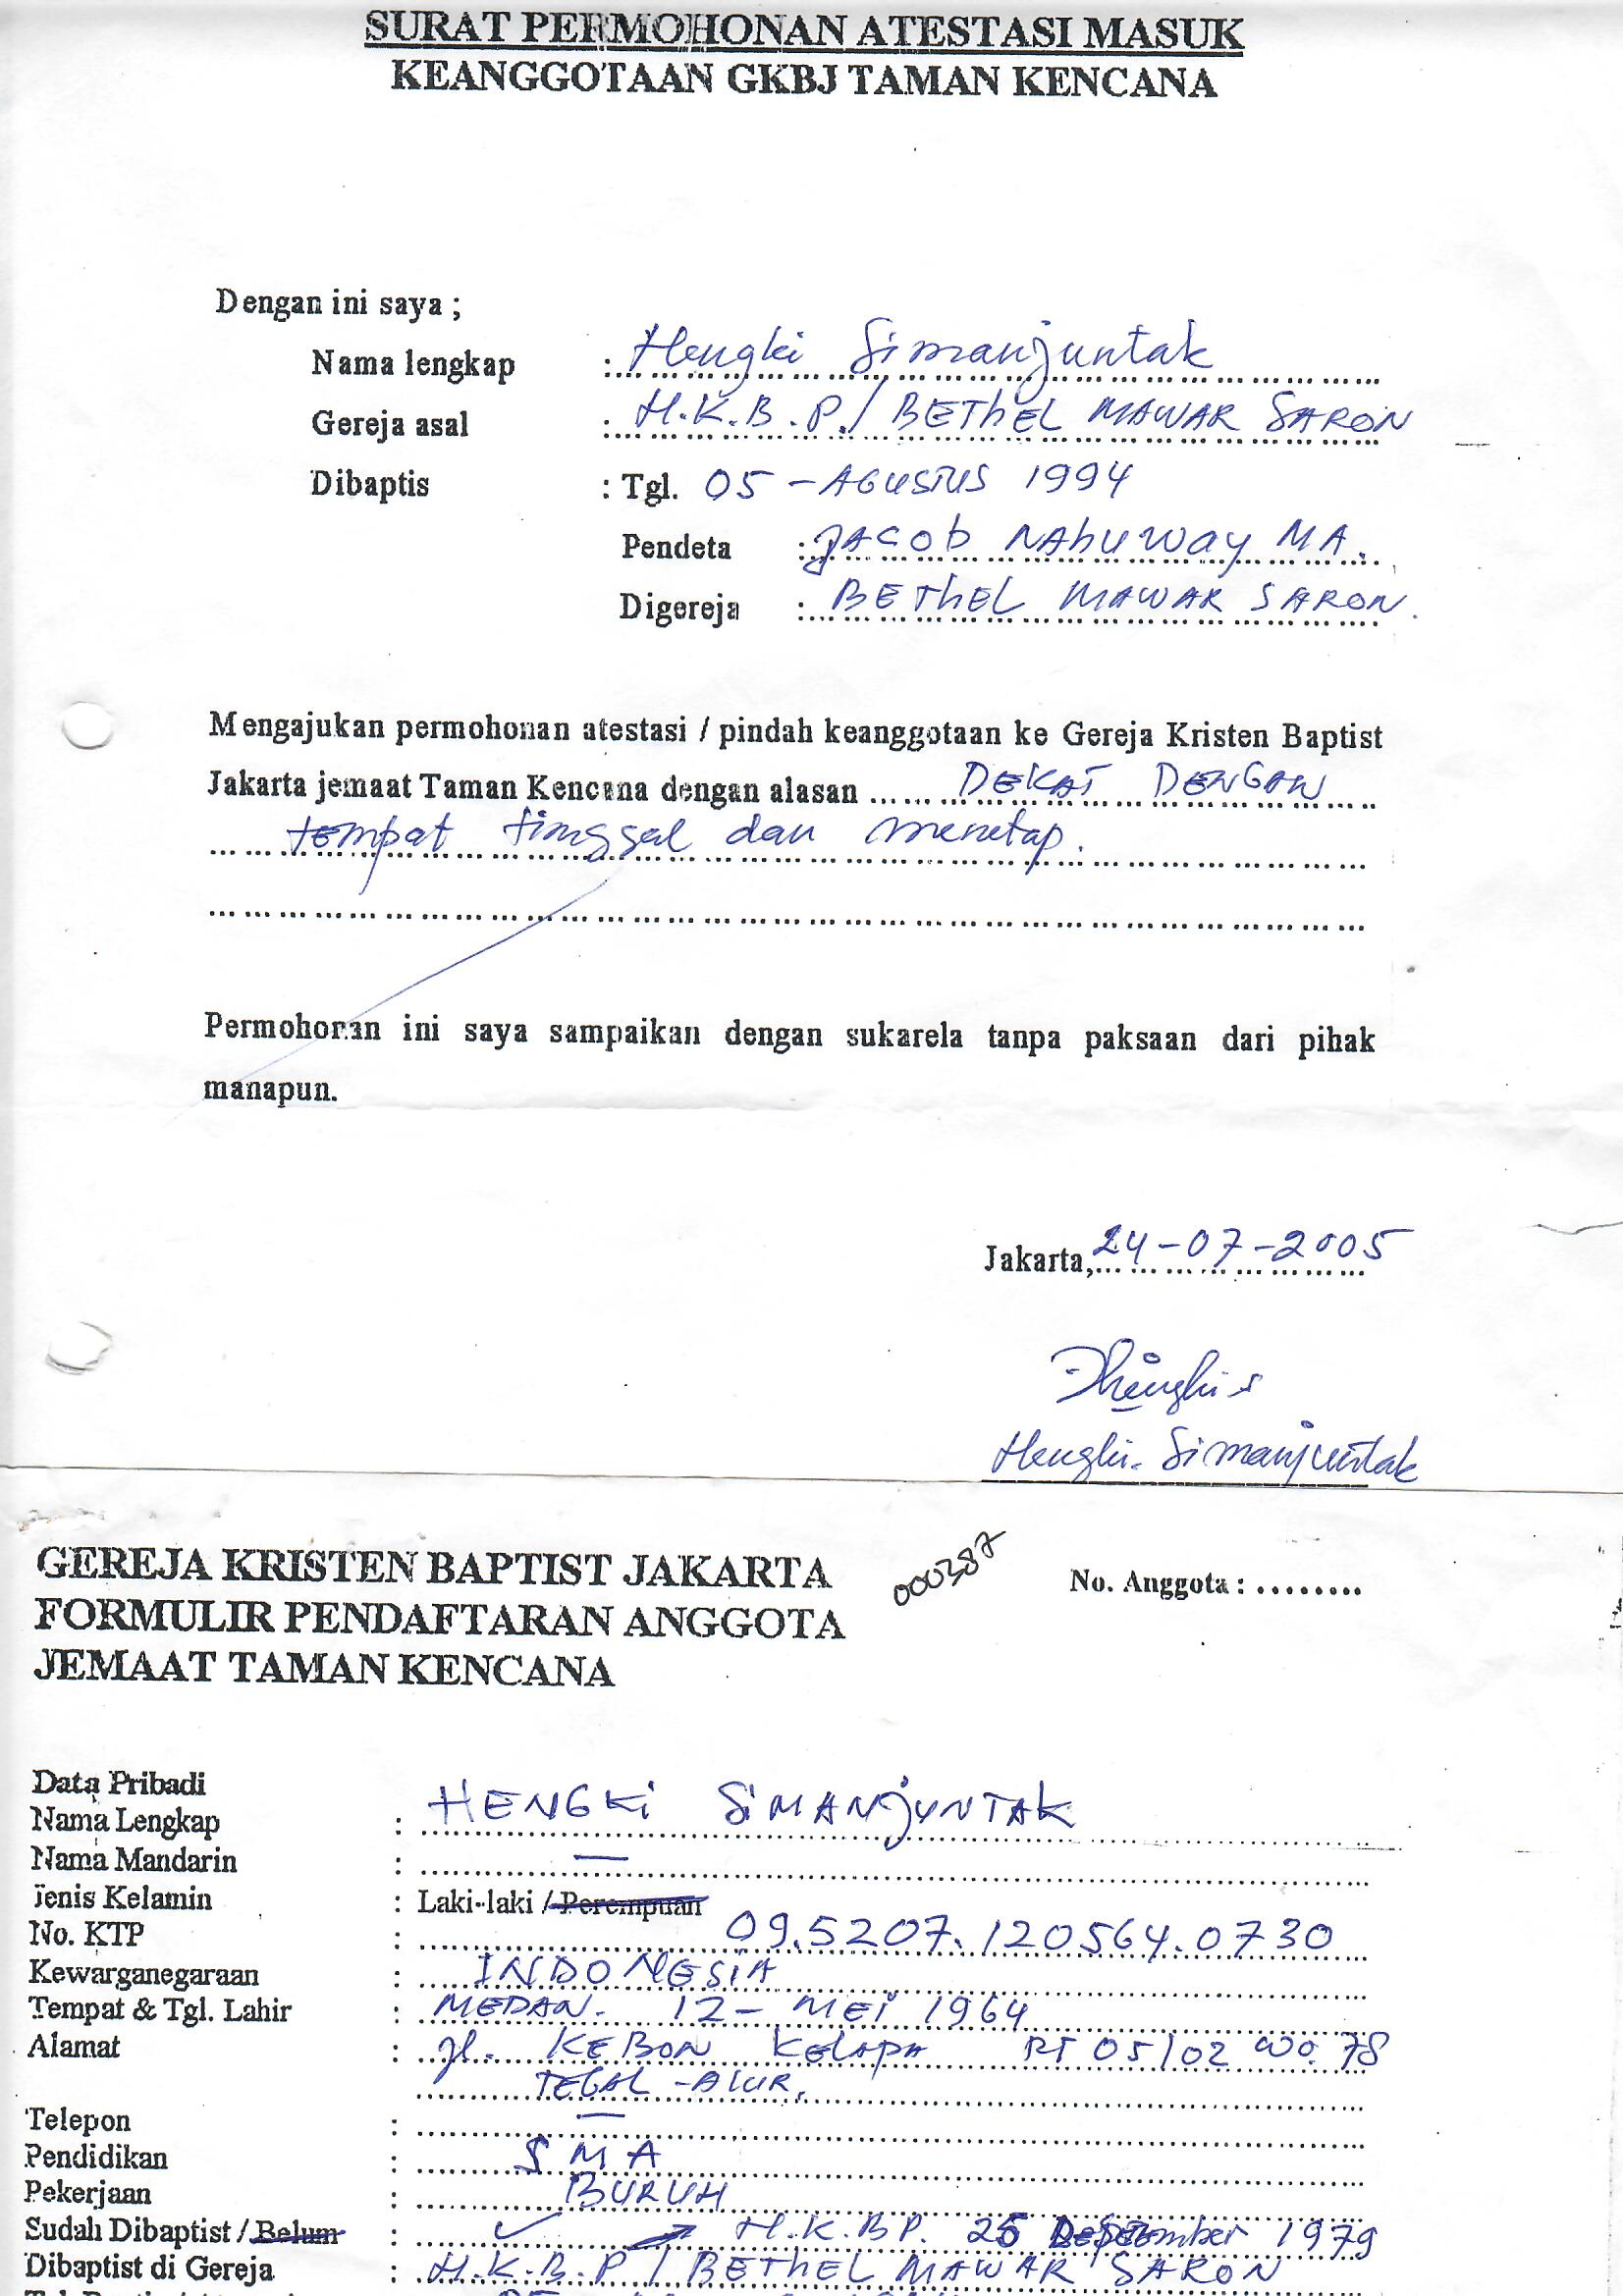 SURAT PERMOHONAN ATESTASI MASUK
KEANGGOTAAN GKBJ TAMAN KENCANA
Dengan ini saya ;
Nama lengkap : Hengki Simanjuntak
Gereja asal : H.K.B.P./ BETHEL MAWAR SARON
Dibaptis : Tgl. 05 - AGUSTUS 1994
Pendeta : JACOB NAhUWAY MA.
Digereja : BEThEL MAWAR SARON.
Mengajukan permohonan atestasi / pindah keanggotaan ke Gereja Kristen Baptist
Jakarta jemaat Taman Kencana dengan alasan ...... DEKAT DENGAN
tempat tinggal dan menetap.
Permohonan ini saya sampaikan dengan sukarela tanpa paksaan dari pihak
manapun.
Jakarta, 24-07-2005
Hengki. Simanjuntak
GEREJA KRISTEN BAPTIST JAKARTA 000387 No. Anggota : ........
FORMULIR PENDAFTARAN ANGGOTA
JEMAAT TAMAN KENCANA
Data Pribadi
Nama Lengkap : HENGKi SiMANjUNTAK
Nama Mandarin : —
Jenis Kelamin : Laki-laki / Perempuan
No. KTP : 09.5207.120564.0730
Kewarganegaraan : INDONESIA
Tempat & Tgl. Lahir : MEDAN. 12 - MEi 1964
Alamat : Jl. KEBON KELAPA RT 05/02 No. 78
TEGAL - ALUR.
Telepon : —
Pendidikan : SMA
Pekerjaan : BURUH
Sudah Dibaptist / Belum : ✓ → H.K.BP. 25 Desember 1979
Dibaptist di Gereja : H.K.B.P / BETHEL MAWAR SARON